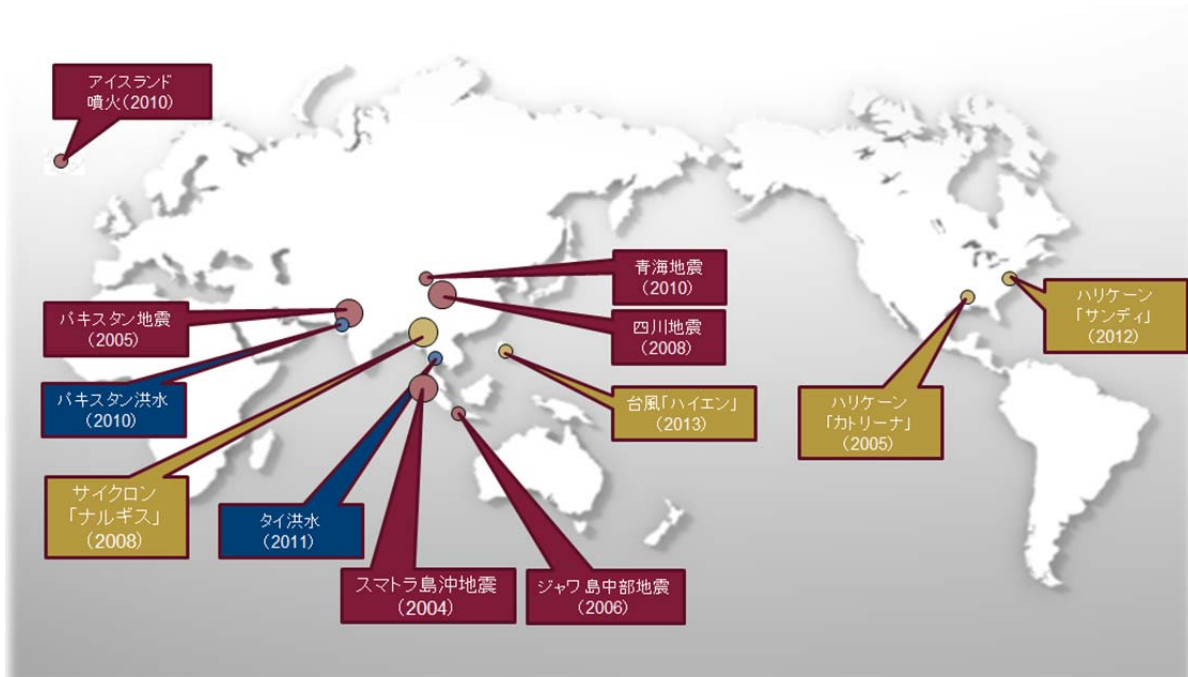 アイスランド
噴火(2010)
青海地震
(2010)
パキスタン地震
(2005)
四川地震
(2008)
ハリケーン
「サンディ」
(2012)
パキスタン洪水
(2010)
台風「ハイエン」
(2013)
ハリケーン
「カトリーナ」
(2005)
サイクロン
「ナルギス」
(2008)
タイ洪水
(2011)
スマトラ島沖地震
(2004)
ジャワ島中部地震
(2006)